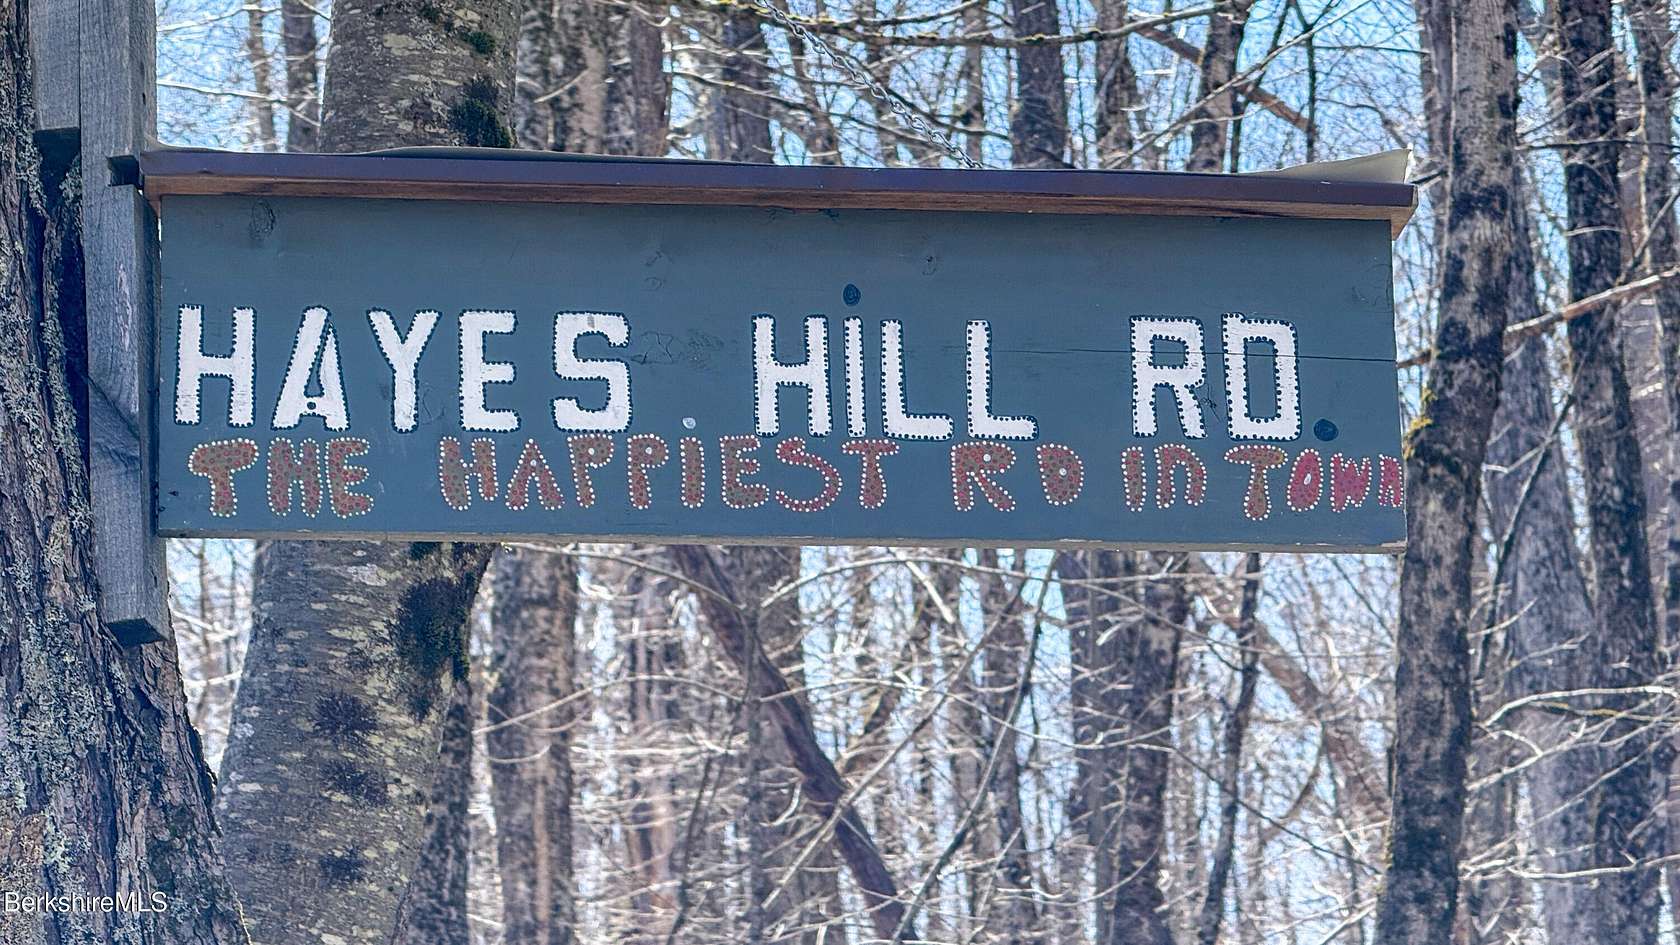 HAYES HiLL RD.
THE HAPPiEST RD IN TOWN
BerkshireMLS